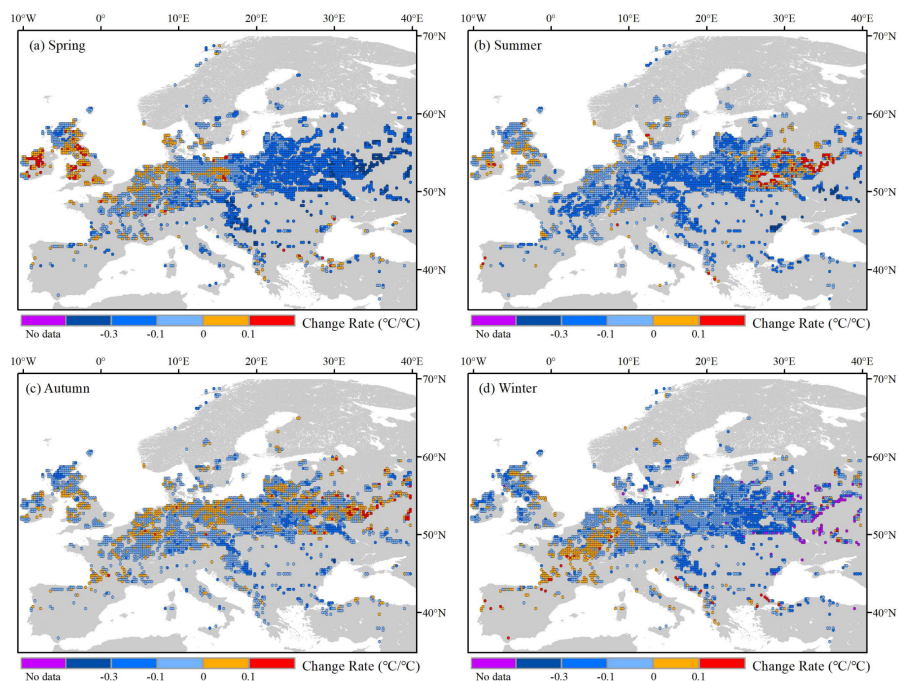 10°W 0° 10°E 20°E 30°E 40°E
10°W 0° 10°E 20°E 30°E 40°E
70°N
(a) Spring
(b) Summer
70°N
60°N
60°N
50°N
50°N
40°N
40°N
Change Rate (℃/℃)
No data -0.3 -0.1 0 0.1
Change Rate (℃/℃)
No data -0.3 -0.1 0 0.1
10°W 0° 10°E 20°E 30°E 40°E
10°W 0° 10°E 20°E 30°E 40°E
70°N
(c) Autumn
(d) Winter
70°N
60°N
60°N
50°N
50°N
40°N
40°N
Change Rate (℃/℃)
No data -0.3 -0.1 0 0.1
Change Rate (℃/℃)
No data -0.3 -0.1 0 0.1